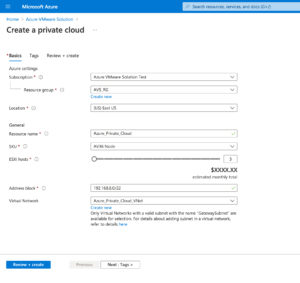 Microsoft Azure
Search resources, services, and docs (G+/)
Home > Azure VMware Solution >
Create a private cloud ...
*Basics Tags Review + create
Azure settings
Subscription * Azure VMware Solution Test
Resource group * AVS_RG
Create new
Location * (US) East US
General
Resource name * Azure_Private_Cloud
SKU * AV36 Node
ESXi hosts * 3
$XXXX.XX
estimated monthly total
Address block * 192.168.0.0/22
Virtual Network Azure_Private_Cloud_VNet
Create new
Only Virtual Networks with a valid subnet with the name "GatewaySubnet" are
available for selection. For details about adding subnet in a virtual network,
refer to details here
Review + create Previous Next : Tags >